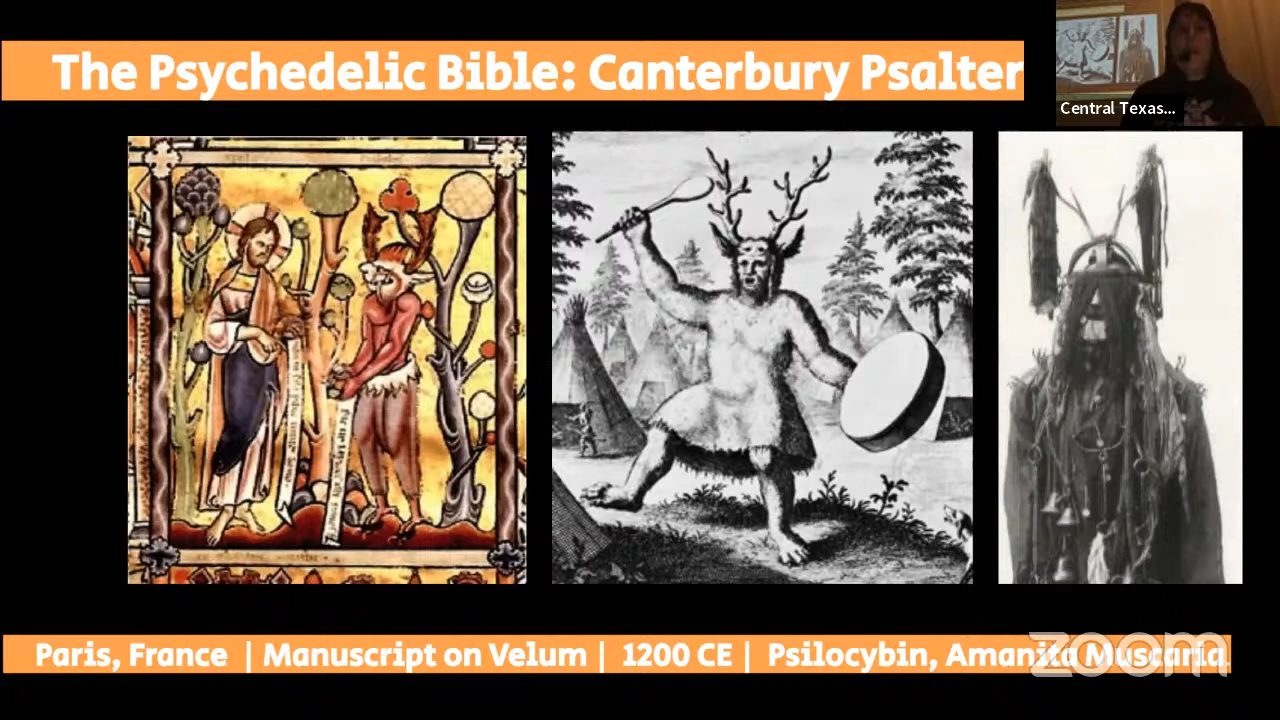 The Psychedelic Bible: Canterbury Psalter
Central Texas...
Paris, France | Manuscript on Velum | 1200 CE | Psilocybin, Amanita Muscaria
zoom